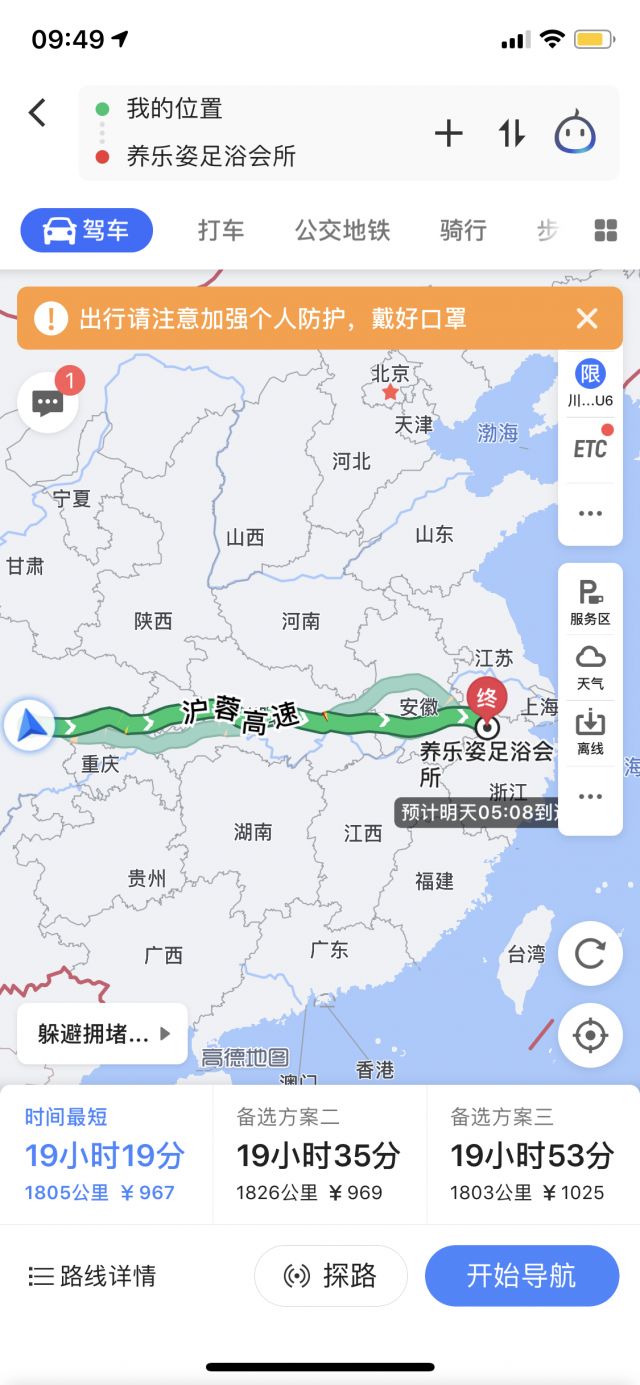 09:49
我的位置
养乐姿足浴会所
驾车
打车
公交地铁
骑行
步
出行请注意加强个人防护，戴好口罩
1
限
川...U6
ETC
服务区
天气
离线
北京
天津
渤海
河北
宁夏
山西
山东
甘肃
陕西
河南
江苏
沪蓉高速
安徽
终
上海
养乐姿足浴会
所
重庆
浙江
海
预计明天05:08到
湖南
江西
贵州
福建
广西
广东
台湾
躲避拥堵...
高德地图
澳门
香港
时间最短
19小时19分
1805公里 ¥967
备选方案二
19小时35分
1826公里 ¥969
备选方案三
19小时53分
1803公里 ¥1025
路线详情
探路
开始导航